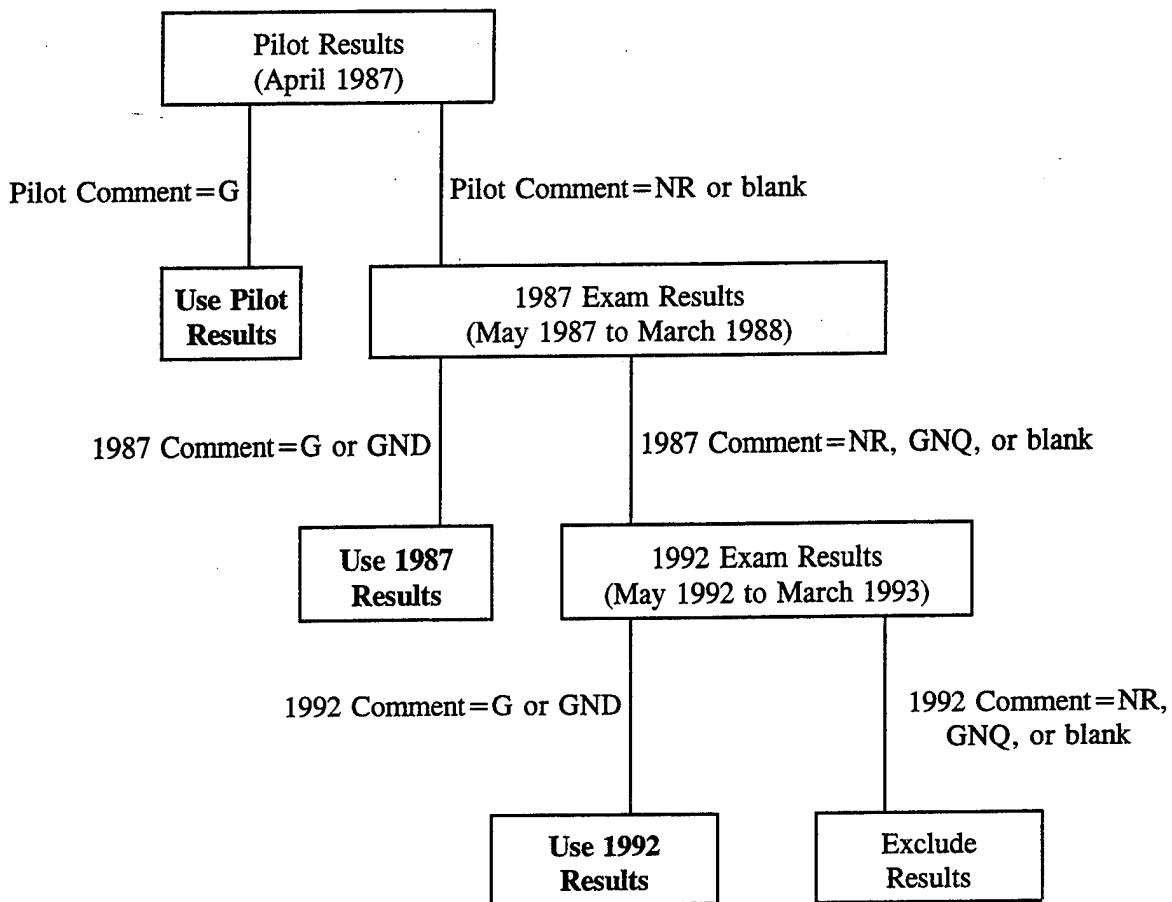 Pilot Results
(April 1987)
Pilot Comment=G
Pilot Comment=NR or blank
Use Pilot
Results
1987 Exam Results
(May 1987 to March 1988)
1987 Comment=G or GND
1987 Comment=NR, GNQ, or blank
Use 1987
Results
1992 Exam Results
(May 1992 to March 1993)
1992 Comment=G or GND
1992 Comment=NR,
GNQ, or blank
Use 1992
Results
Exclude
Results